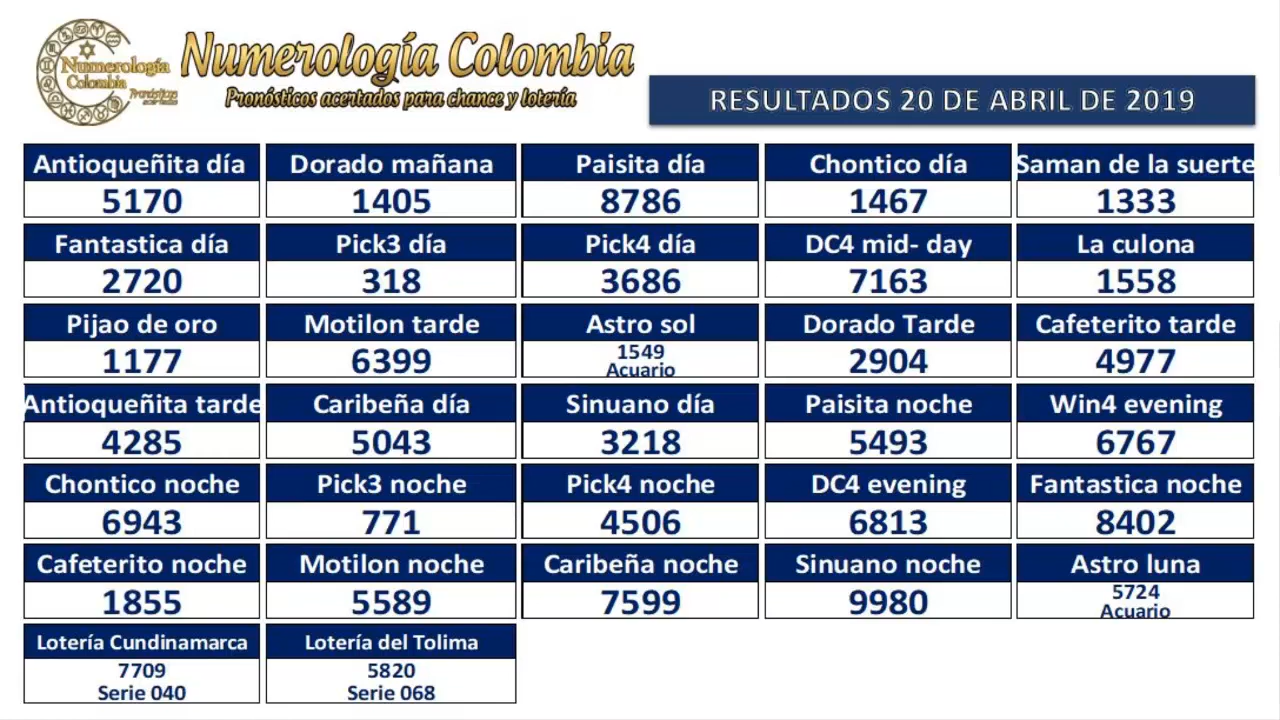 Numerología
Colombia
Pronósticos
acertados
Numerología Colombia
Pronósticos acertados para chance y lotería
RESULTADOS 20 DE ABRIL DE 2019
Antioqueñita día Dorado mañana Paisita día Chontico día Saman de la suerte
5170 1405 8786 1467 1333
Fantastica día Pick3 día Pick4 día DC4 mid- day La culona
2720 318 3686 7163 1558
Pijao de oro Motilon tarde Astro sol Dorado Tarde Cafeterito tarde
1177 6399 1549 Acuario 2904 4977
Antioqueñita tarde Caribeña día Sinuano día Paisita noche Win4 evening
4285 5043 3218 5493 6767
Chontico noche Pick3 noche Pick4 noche DC4 evening Fantastica noche
6943 771 4506 6813 8402
Cafeterito noche Motilon noche Caribeña noche Sinuano noche Astro luna
1855 5589 7599 9980 5724 Acuario
Lotería Cundinamarca Lotería del Tolima
7709 5820
Serie 040 Serie 068